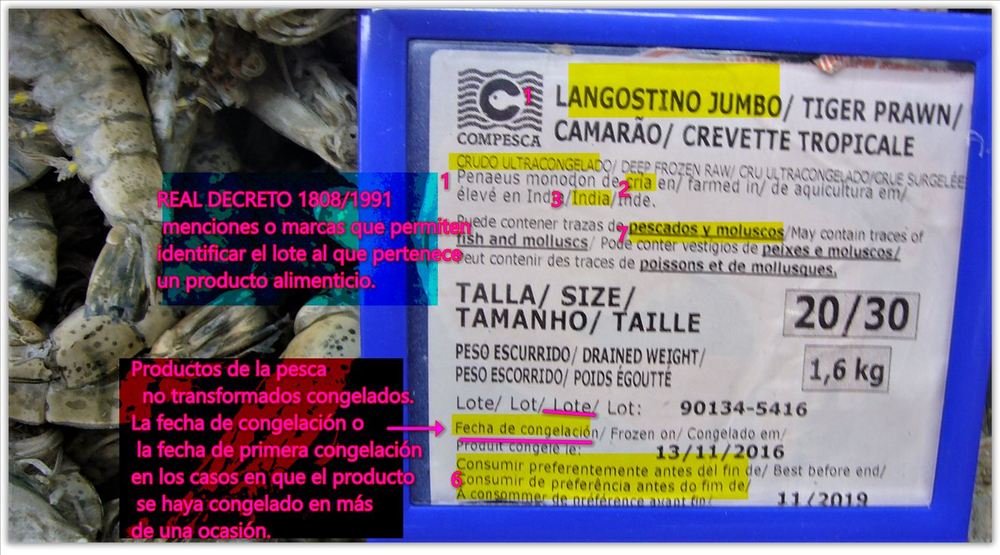 LANGOSTINO JUMBO/ TIGER PRAWN/
CAMARÃO/ CREVETTE TROPICALE
1
COMPESCA
CRUDO ULTRACONGELADO/ DEEP FROZEN RAW/ CRU ULTRACONGELADO/CRUE SURGELÉE
1 Penaeus monodon de cria 2 en/ farmed in/ de aquicultura em/
élevé en India 3 /India/Inde.
Puede contener trazas de 7 pescados y moluscos/May contain traces of
fish and molluscs/ Pode conter vestigios de peixes e moluscos/
Peut contenir des traces de poissons et de mollusques.
TALLA/ SIZE/
TAMANHO/ TAILLE
20/30
PESO ESCURRIDO/ DRAINED WEIGHT/
PESO ESCORRIDO/ POIDS ÉGOUTTÉ
1,6 kg
Lote/ Lot/ Lote/ Lot: 90134-5416
Fecha de congelación/ Frozen on/ Congelado em/
Produit congelé le: 13/11/2016
Consumir preferentemente antes del fin de/ Best before end/
6 Consumir de preferência antes do fim de/
A consommer de préférence avant fin/ 11/2019
REAL DECRETO 1808/1991
menciones o marcas que permiten
identificar el lote al que pertenece
un producto alimenticio.
Productos de la pesca
no transformados congelados.
La fecha de congelación o
la fecha de primera congelación
en los casos en que el producto
se haya congelado en más
de una ocasión.